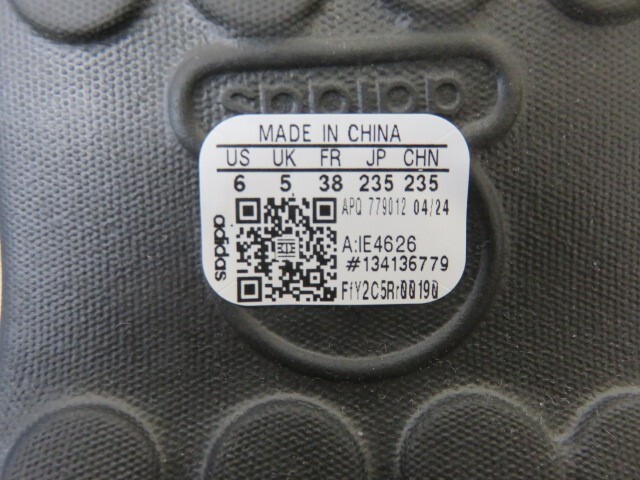 adidas
MADE IN CHINA
US UK FR JP CHN
6 5 38 235 235
APQ 779012 04/24
A:IE4626
#134136779
FfY2C5Rr00190
adidas